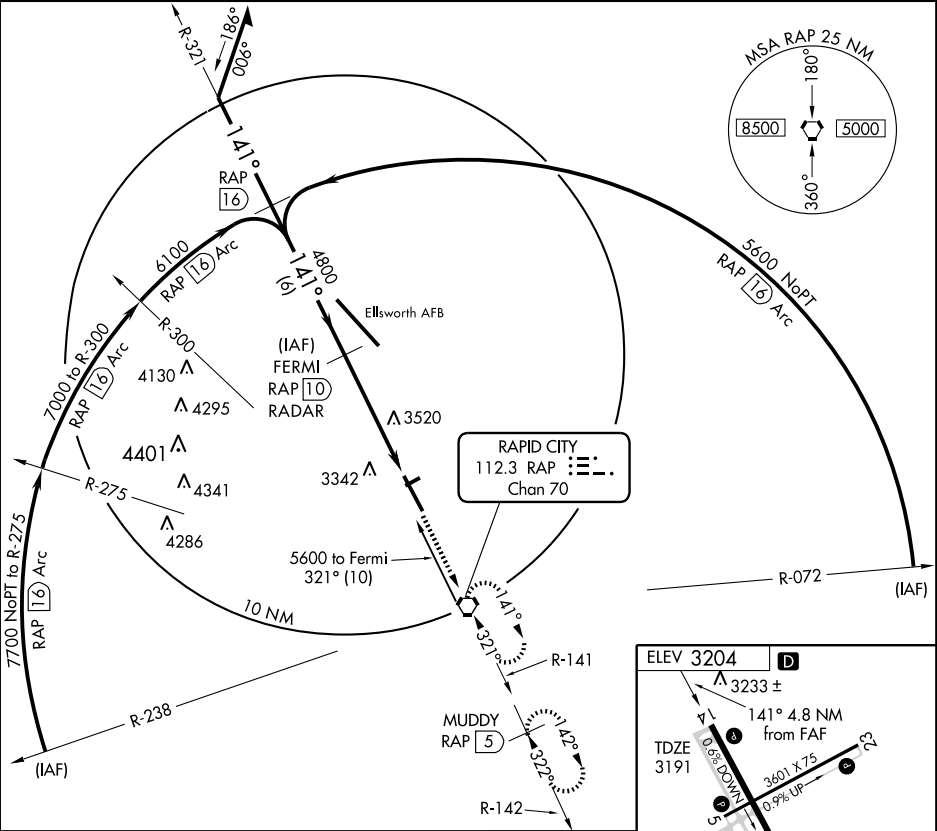 R-321
186°
006°
MSA RAP 25 NM
180°
8500
5000
360°
141°
RAP
16
6100
RAP 16 Arc
4800
141°
(6)
5600 NoPT
RAP 16 Arc
Ellsworth AFB
7000 to R-300
RAP 16 Arc
R-300
(IAF)
FERMI
RAP 10
RADAR
4130
4295
4401
4341
4286
3520
3342
RAPID CITY
112.3 RAP
Chan 70
R-275
7700 NoPT to R-275
RAP 16 Arc
5600 to Fermi
321° (10)
10 NM
R-072
(IAF)
141°
321°
R-141
R-238
(IAF)
MUDDY
RAP 5
142°
322°
R-142
ELEV 3204
D
3233 ±
141° 4.8 NM
from FAF
TDZE
3191
14
P
0.6% DOWN
3601 X 75
0.9% UP
23
P
P
5